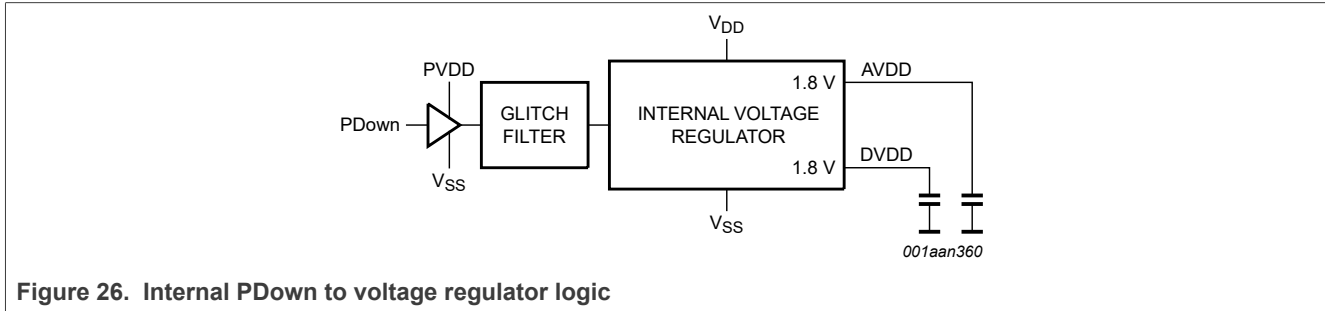 VDD
PVDD
PDown
VSS
GLITCH
FILTER
INTERNAL VOLTAGE
REGULATOR
1.8 V
AVDD
1.8 V
DVDD
VSS
001aan360
Figure 26. Internal PDown to voltage regulator logic